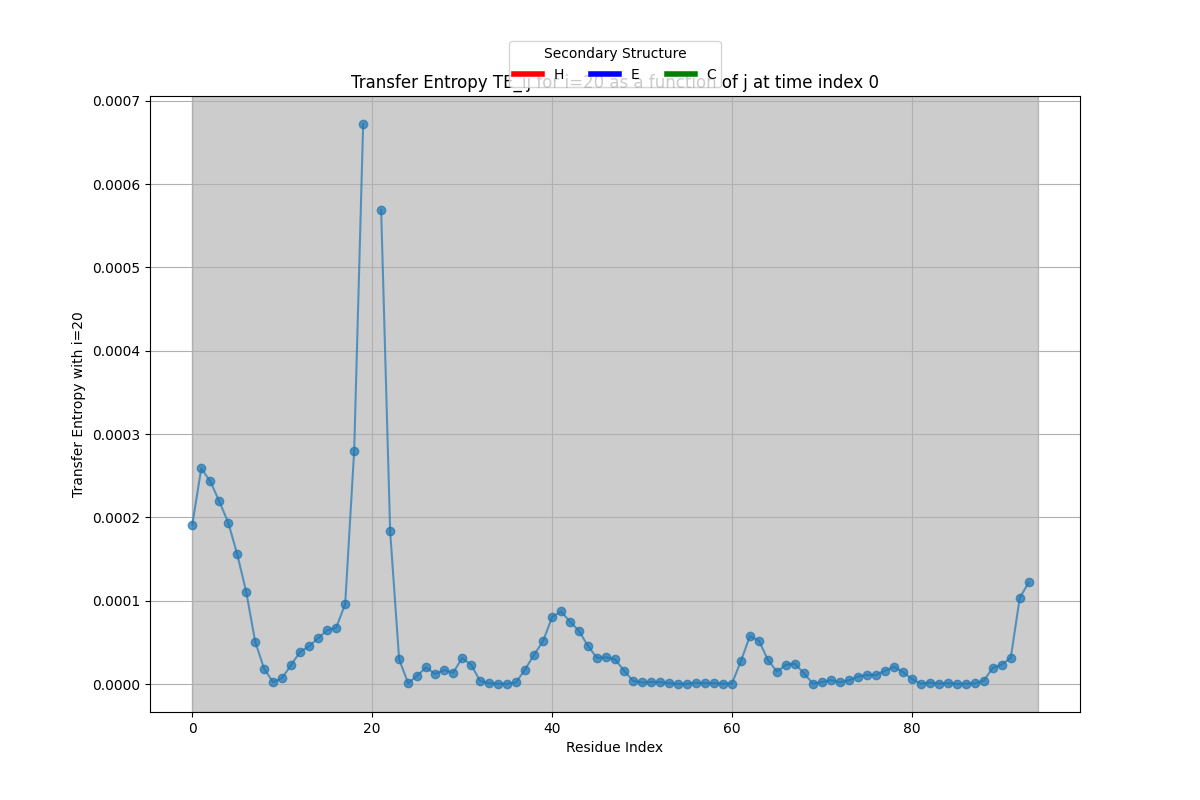 Secondary Structure
H E C
Transfer Entropy TE_ij for i=20 as a function of j at time index 0
0.0007
0.0006
0.0005
0.0004
0.0003
0.0002
0.0001
0.0000
Transfer Entropy with i=20
0 20 40 60 80
Residue Index